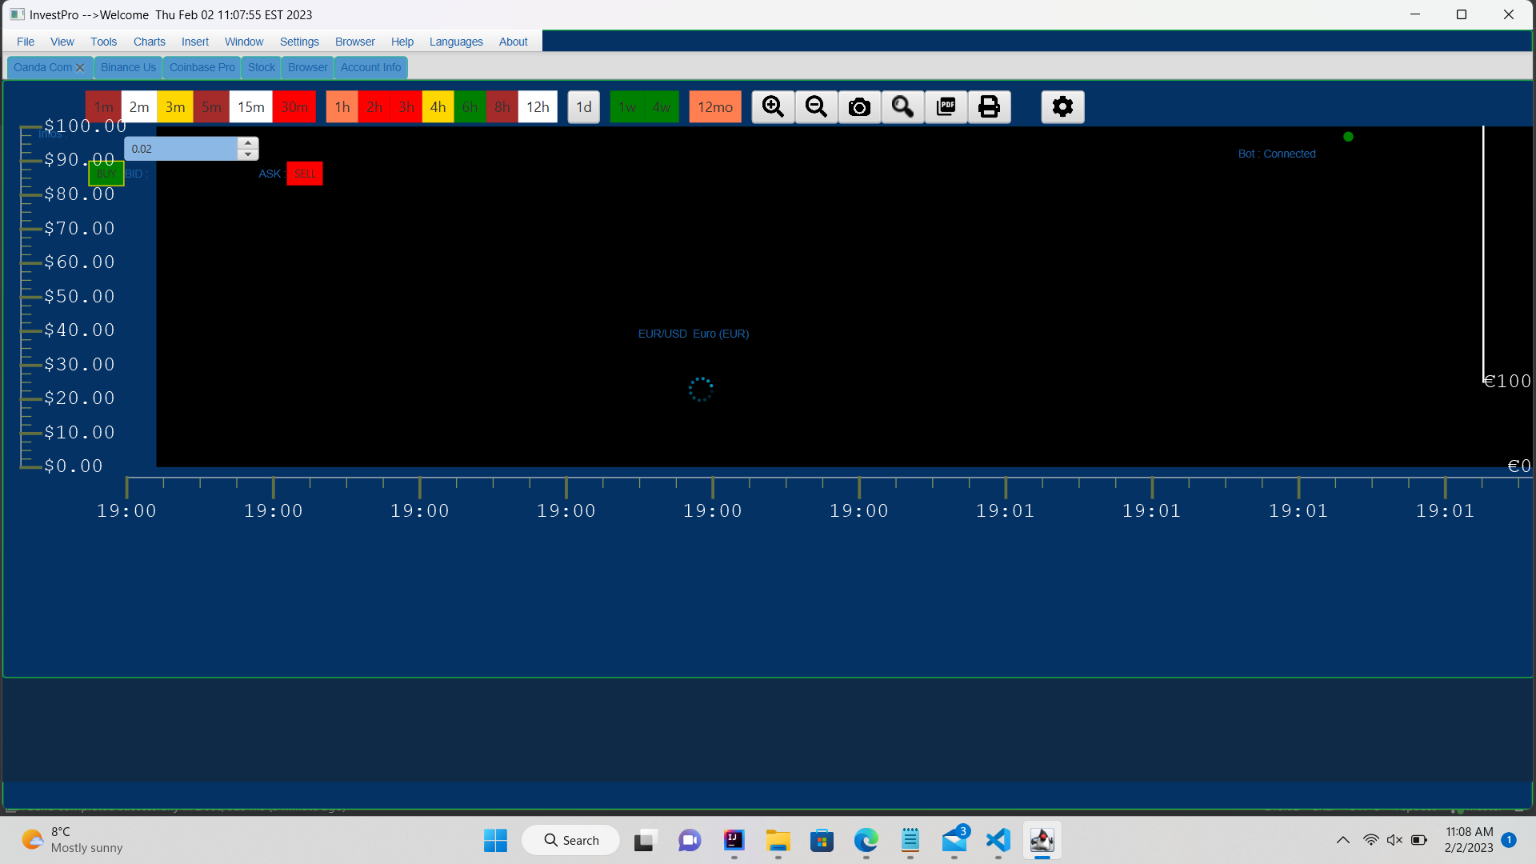 InvestPro -->Welcome  Thu Feb 02 11:07:55 EST 2023
File View Tools Charts Insert Window Settings Browser Help Languages About
Oanda Com Binance Us Coinbase Pro Stock Browser Account Info
1m 2m 3m 5m 15m 30m 1h 2h 3h 4h 6h 8h 12h 1d 1w 4w 12mo PDF
$100.00
0.02
Bot : Connected
$90.00
BUY BID : ASK : SELL
$80.00
$70.00
$60.00
$50.00
$40.00
EUR/USD  Euro (EUR)
$30.00
€100
$20.00
$10.00
$0.00
€0
19:00 19:00 19:00 19:00 19:00 19:00 19:01 19:01 19:01 19:01
8°C
Mostly sunny
Search
3
11:08 AM
2/2/2023
1